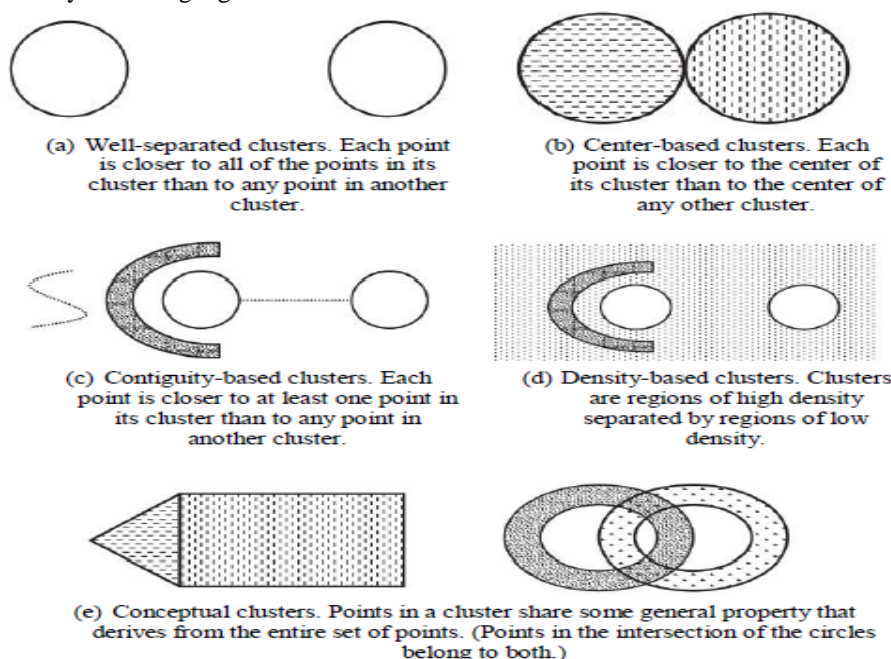 (a) Well-separated clusters. Each point
is closer to all of the points in its
cluster than to any point in another
cluster.
(b) Center-based clusters. Each
point is closer to the center of
its cluster than to the center of
any other cluster.
(c) Contiguity-based clusters. Each
point is closer to at least one point in
its cluster than to any point in
another cluster.
(d) Density-based clusters. Clusters
are regions of high density
separated by regions of low
density.
(e) Conceptual clusters. Points in a cluster share some general property that
derives from the entire set of points. (Points in the intersection of the circles
belong to both.)